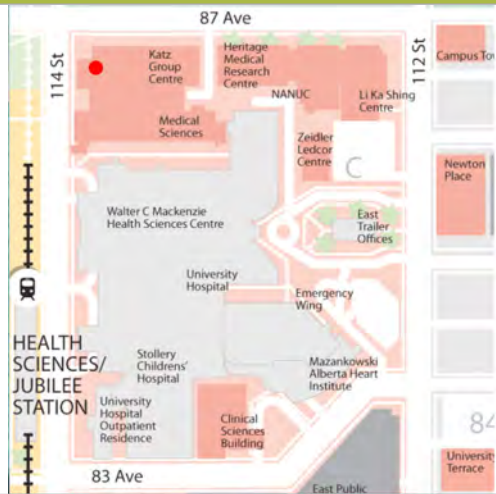 87 Ave
114 St
112 St
Katz
Group
Centre
Heritage
Medical
Research
Centre
NANUC
Li Ka Shing
Centre
Campus Tow
Medical
Sciences
Zeidler
Ledcor
Centre
C
Newton
Place
Walter C Mackenzie
Health Sciences Centre
East
Trailer
Offices
University
Hospital
Emergency
Wing
HEALTH
SCIENCES/
JUBILEE
STATION
Stollery
Childrens'
Hospital
Mazankowski
Alberta Heart
Institute
University
Hospital
Outpatient
Residence
Clinical
Sciences
Building
84
University
Terrace
83 Ave
East Public